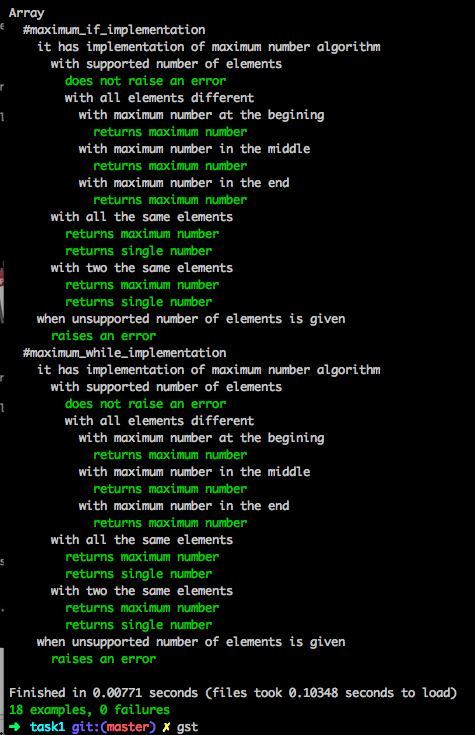 Array
#maximum_if_implementation
it has implementation of maximum number algorithm
with supported number of elements
does not raise an error
with all elements different
with maximum number at the begining
returns maximum number
with maximum number in the middle
returns maximum number
with maximum number in the end
returns maximum number
with all the same elements
returns maximum number
returns single number
with two the same elements
returns maximum number
returns single number
when unsupported number of elements is given
raises an error
#maximum_while_implementation
it has implementation of maximum number algorithm
with supported number of elements
does not raise an error
with all elements different
with maximum number at the begining
returns maximum number
with maximum number in the middle
returns maximum number
with maximum number in the end
returns maximum number
with all the same elements
returns maximum number
returns single number
with two the same elements
returns maximum number
returns single number
when unsupported number of elements is given
raises an error
Finished in 0.00771 seconds (files took 0.10348 seconds to load)
18 examples, 0 failures
➜ task1 git:(master) ✗ gst